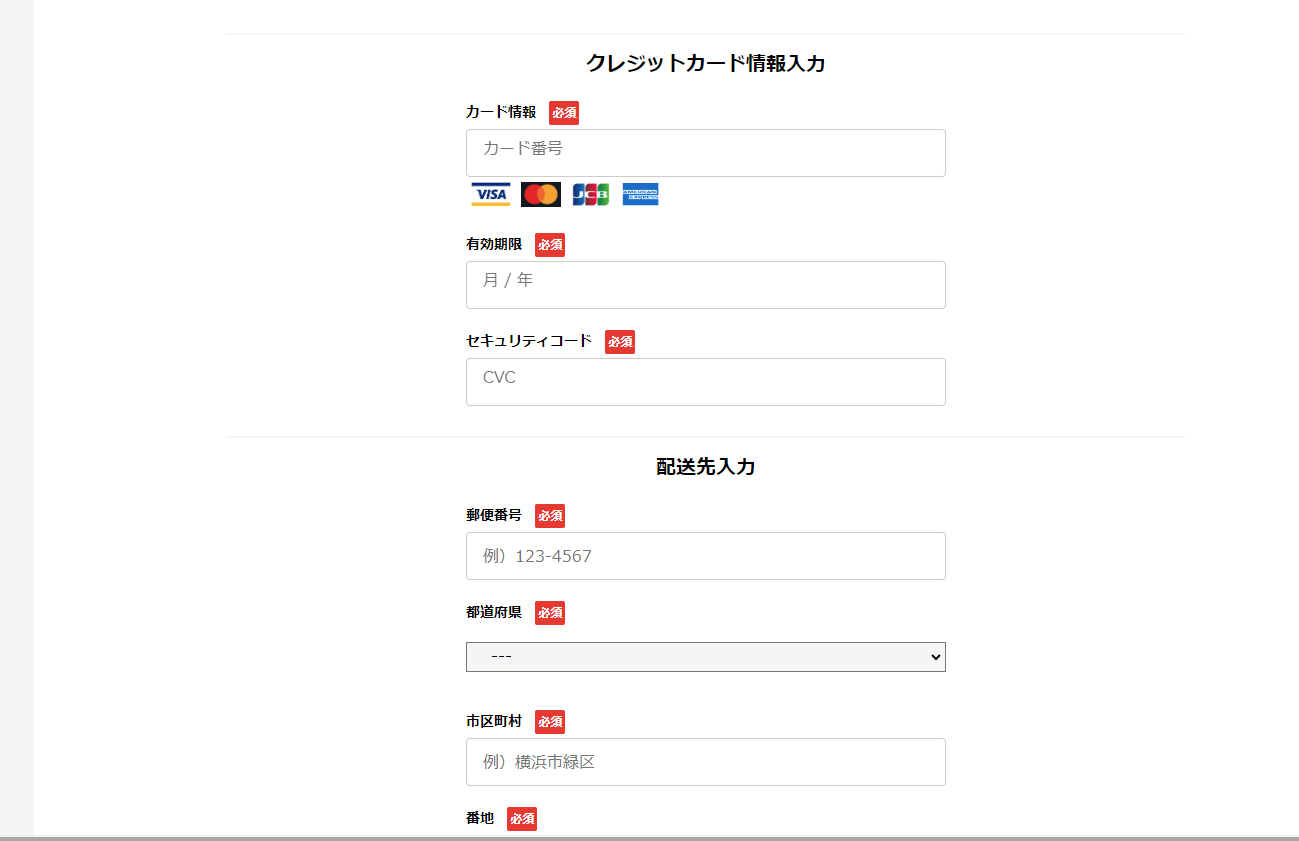 クレジットカード情報入力
カード情報 必須
カード番号
VISA JCB AMERICAN EXPRESS
有効期限 必須
月 / 年
セキュリティコード 必須
CVC
配送先入力
郵便番号 必須
例）123-4567
都道府県 必須
---
市区町村 必須
例）横浜市緑区
番地 必須